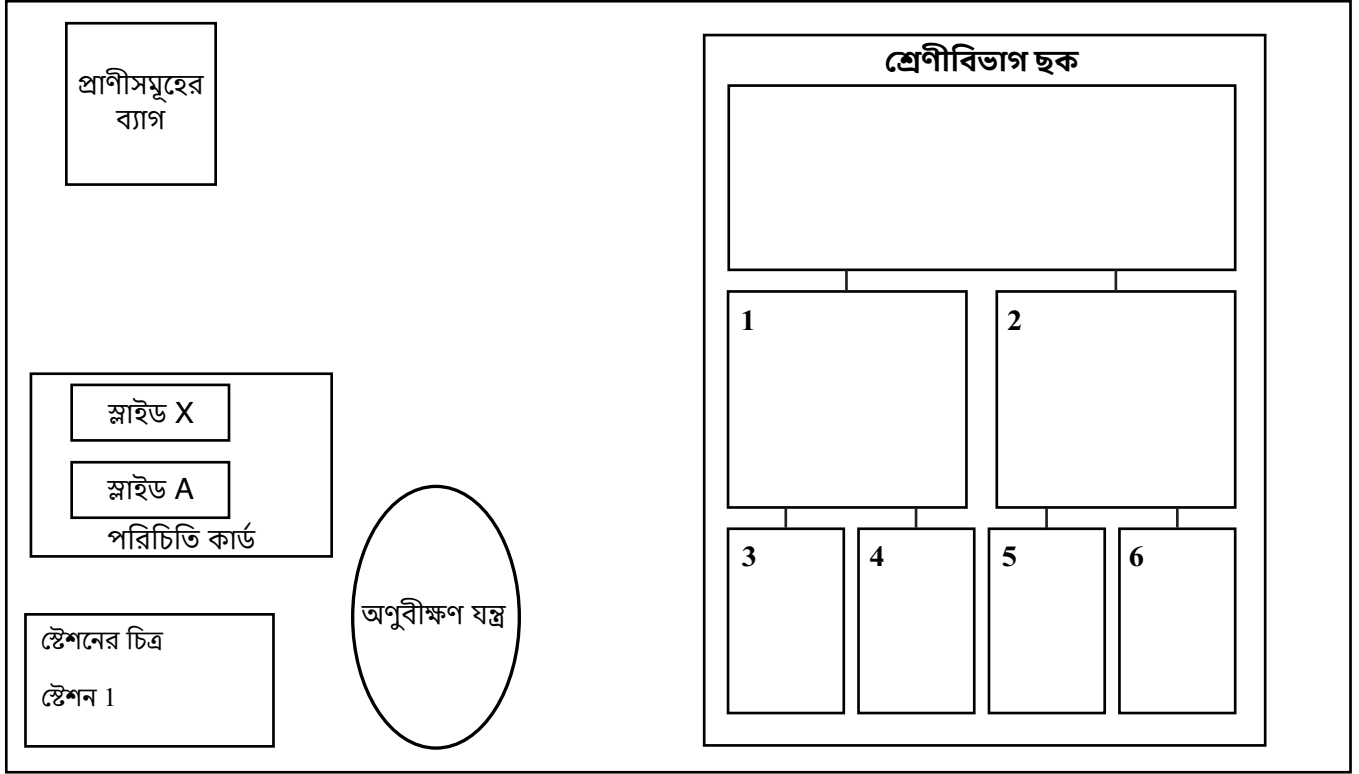 প্রাণীসমূহের
ব্যাগ
শ্রেণীবিভাগ ছক
1
2
স্লাইড X
স্লাইড A
পরিচিতি কার্ড
3
4
5
6
অণুবীক্ষণ যন্ত্র
স্টেশনের চিত্র
স্টেশন 1